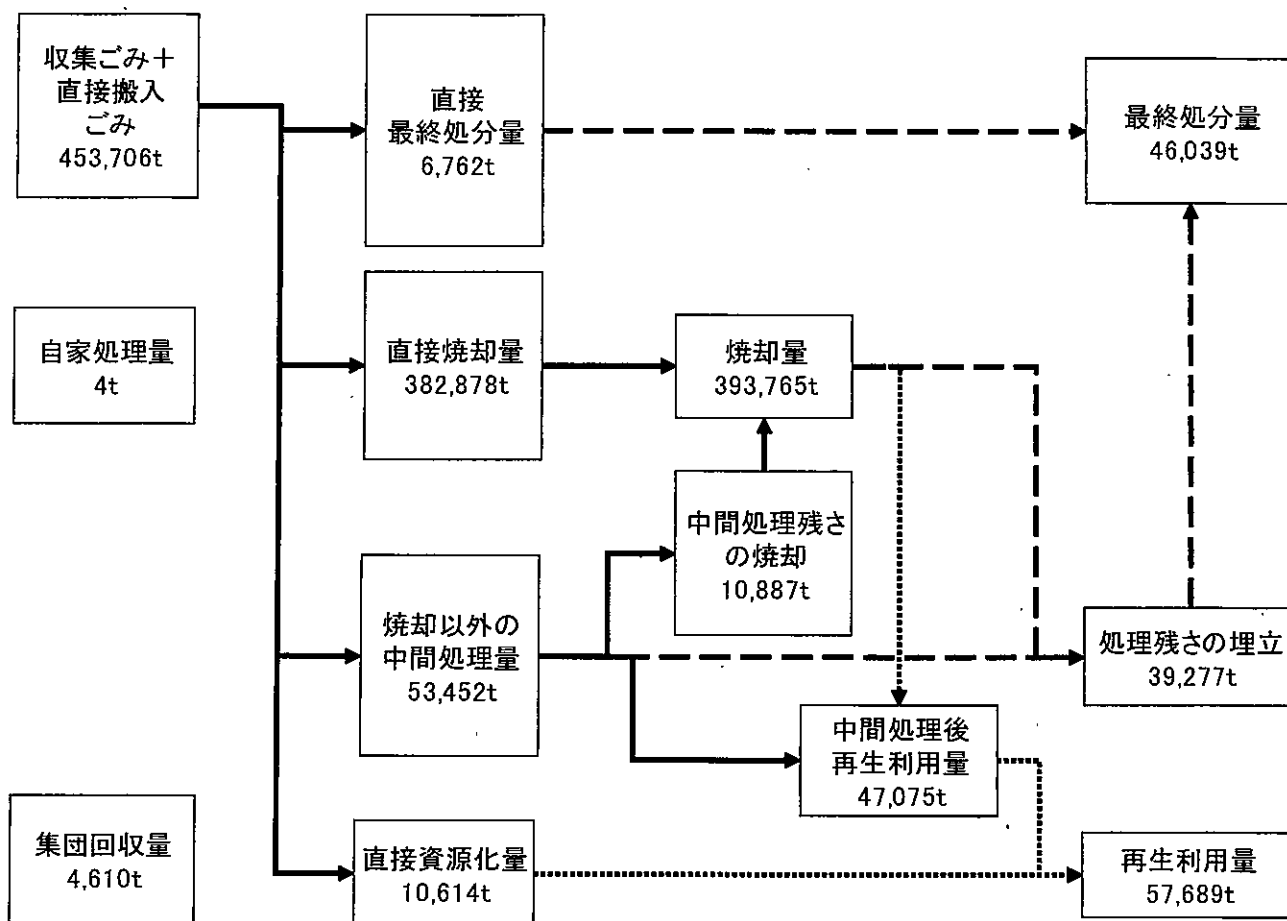 収集ごみ＋
直接搬入
ごみ
453,706t
直接
最終処分量
6,762t
最終処分量
46,039t
自家処理量
4t
直接焼却量
382,878t
焼却量
393,765t
中間処理残さ
の焼却
10,887t
焼却以外の
中間処理量
53,452t
処理残さの埋立
39,277t
中間処理後
再生利用量
47,075t
集団回収量
4,610t
直接資源化量
10,614t
再生利用量
57,689t